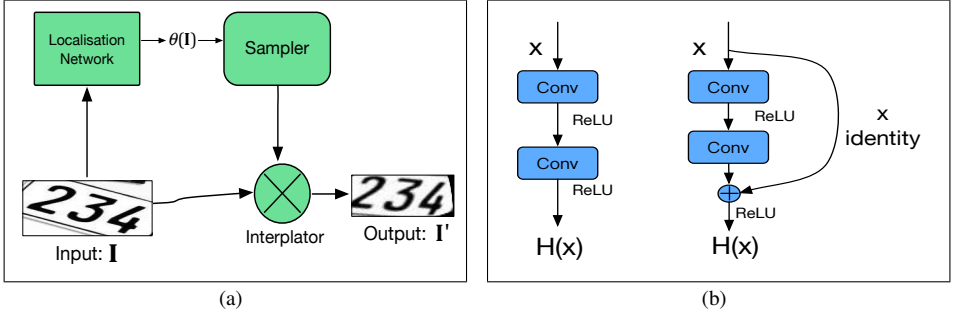 Localisation
Network
θ(I)
Sampler
234
234
Interplator
Input: I
Output: I'
(a)
x
Conv
ReLU
Conv
ReLU
H(x)
x
Conv
ReLU
Conv
ReLU
H(x)
x
identity
(b)